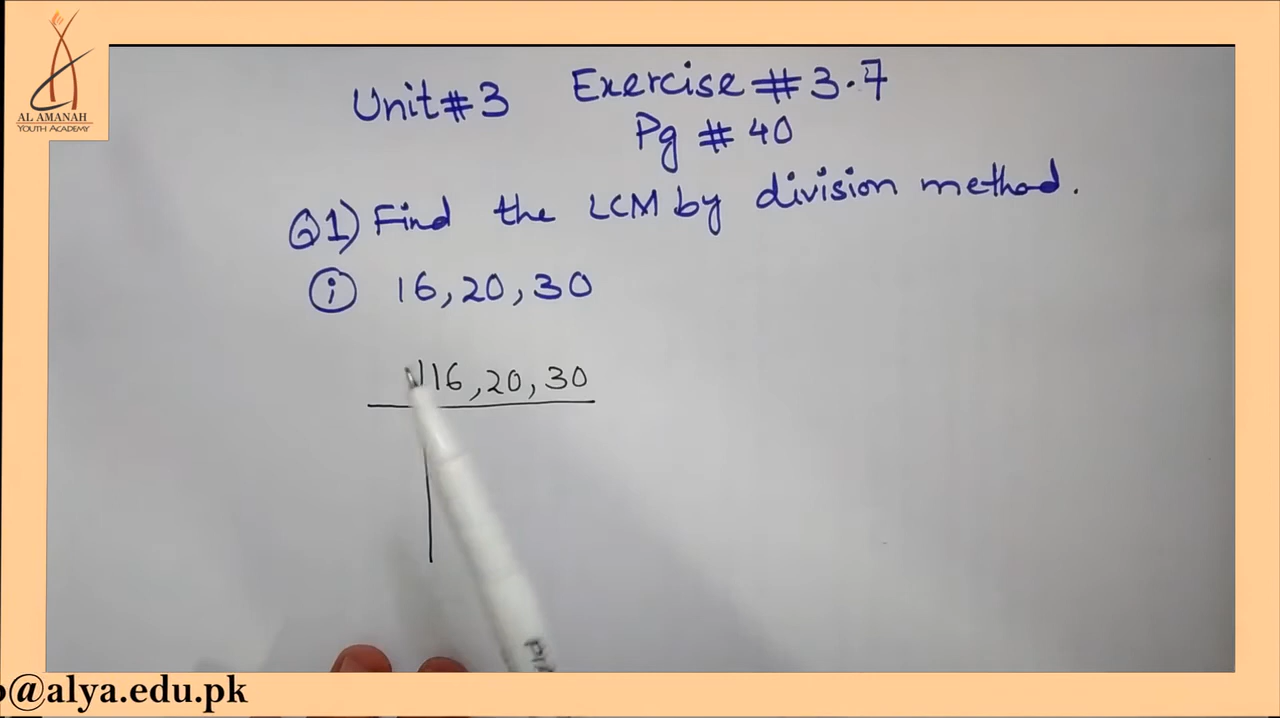 AL AMANAH
YOUTH ACADEMY
Unit#3 Exercise #3.7
Pg # 40
Q1) Find the LCM by division method.
(i) 16, 20, 30
16, 20, 30
@alya.edu.pk